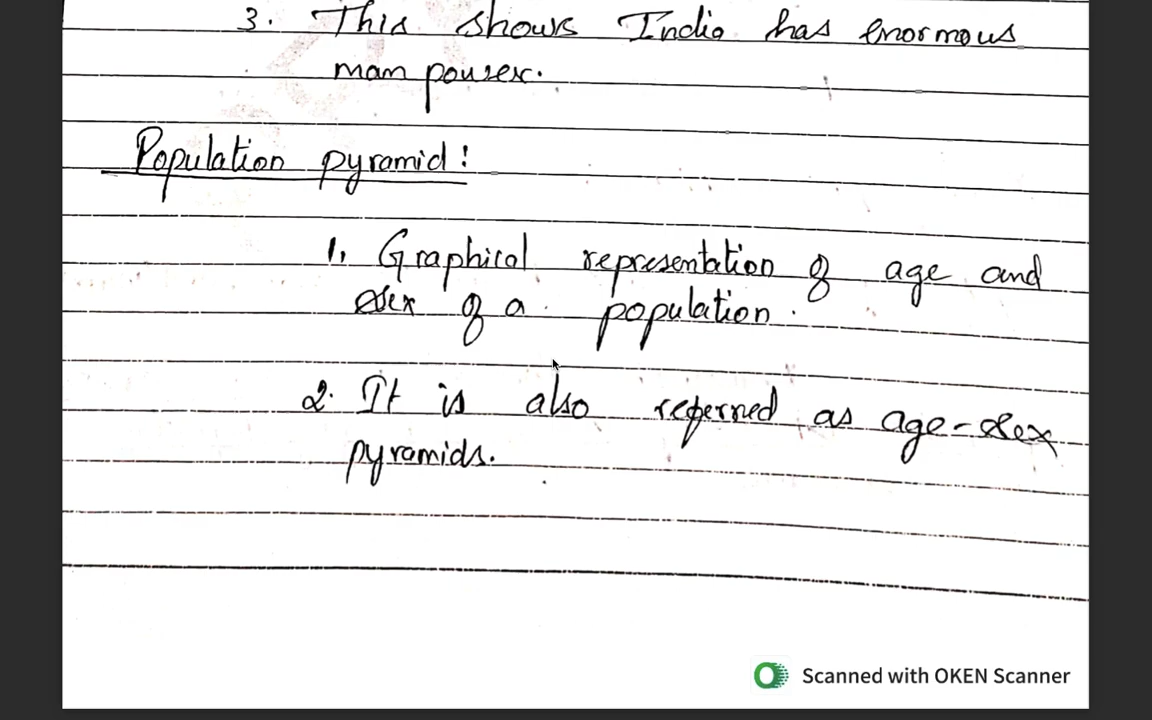 3. This shows India has enormous
man power.
Population pyramid:
1. Graphical representation of age and
sex of a population.
2. It is also referred as age-sex
pyramids.
Scanned with OKEN Scanner